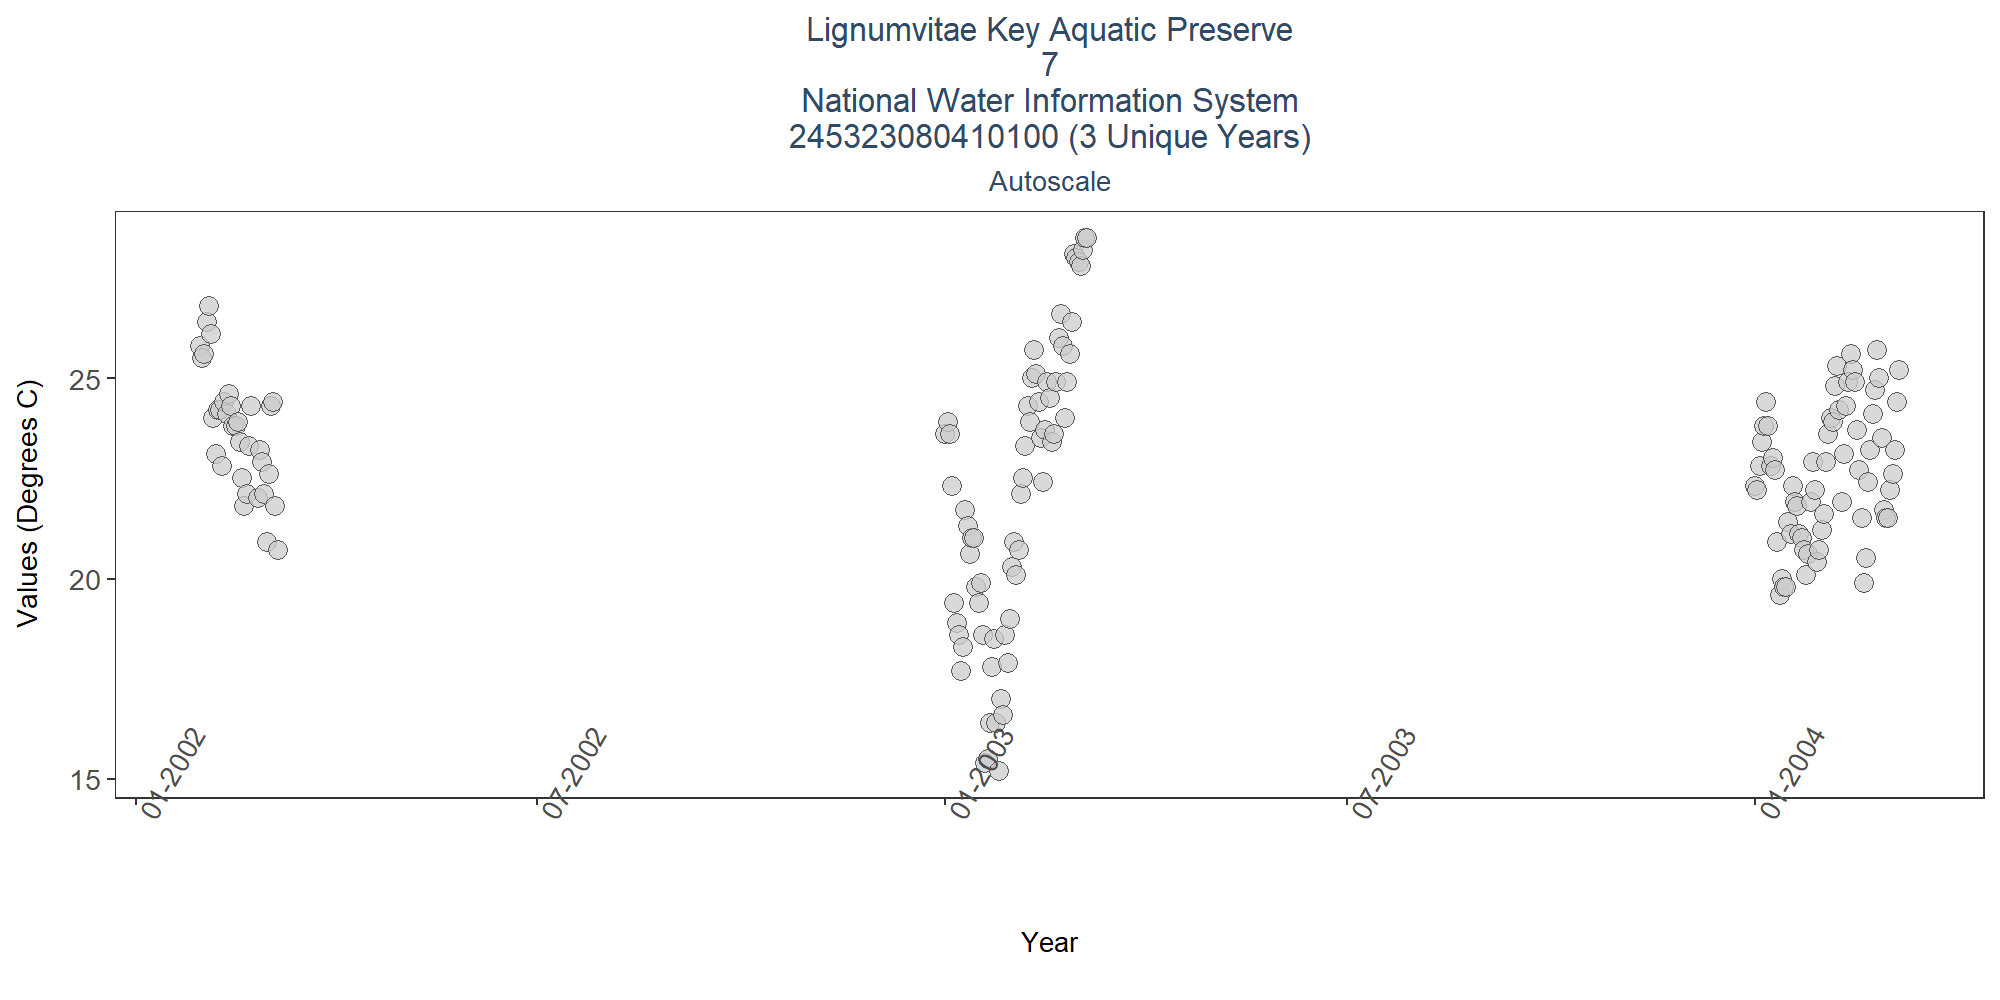 Lignumvitae Key Aquatic Preserve
7
National Water Information System
245323080410100 (3 Unique Years)
Autoscale
Values (Degrees C)
25
20
15
01-2002
07-2002
01-2003
07-2003
01-2004
Year